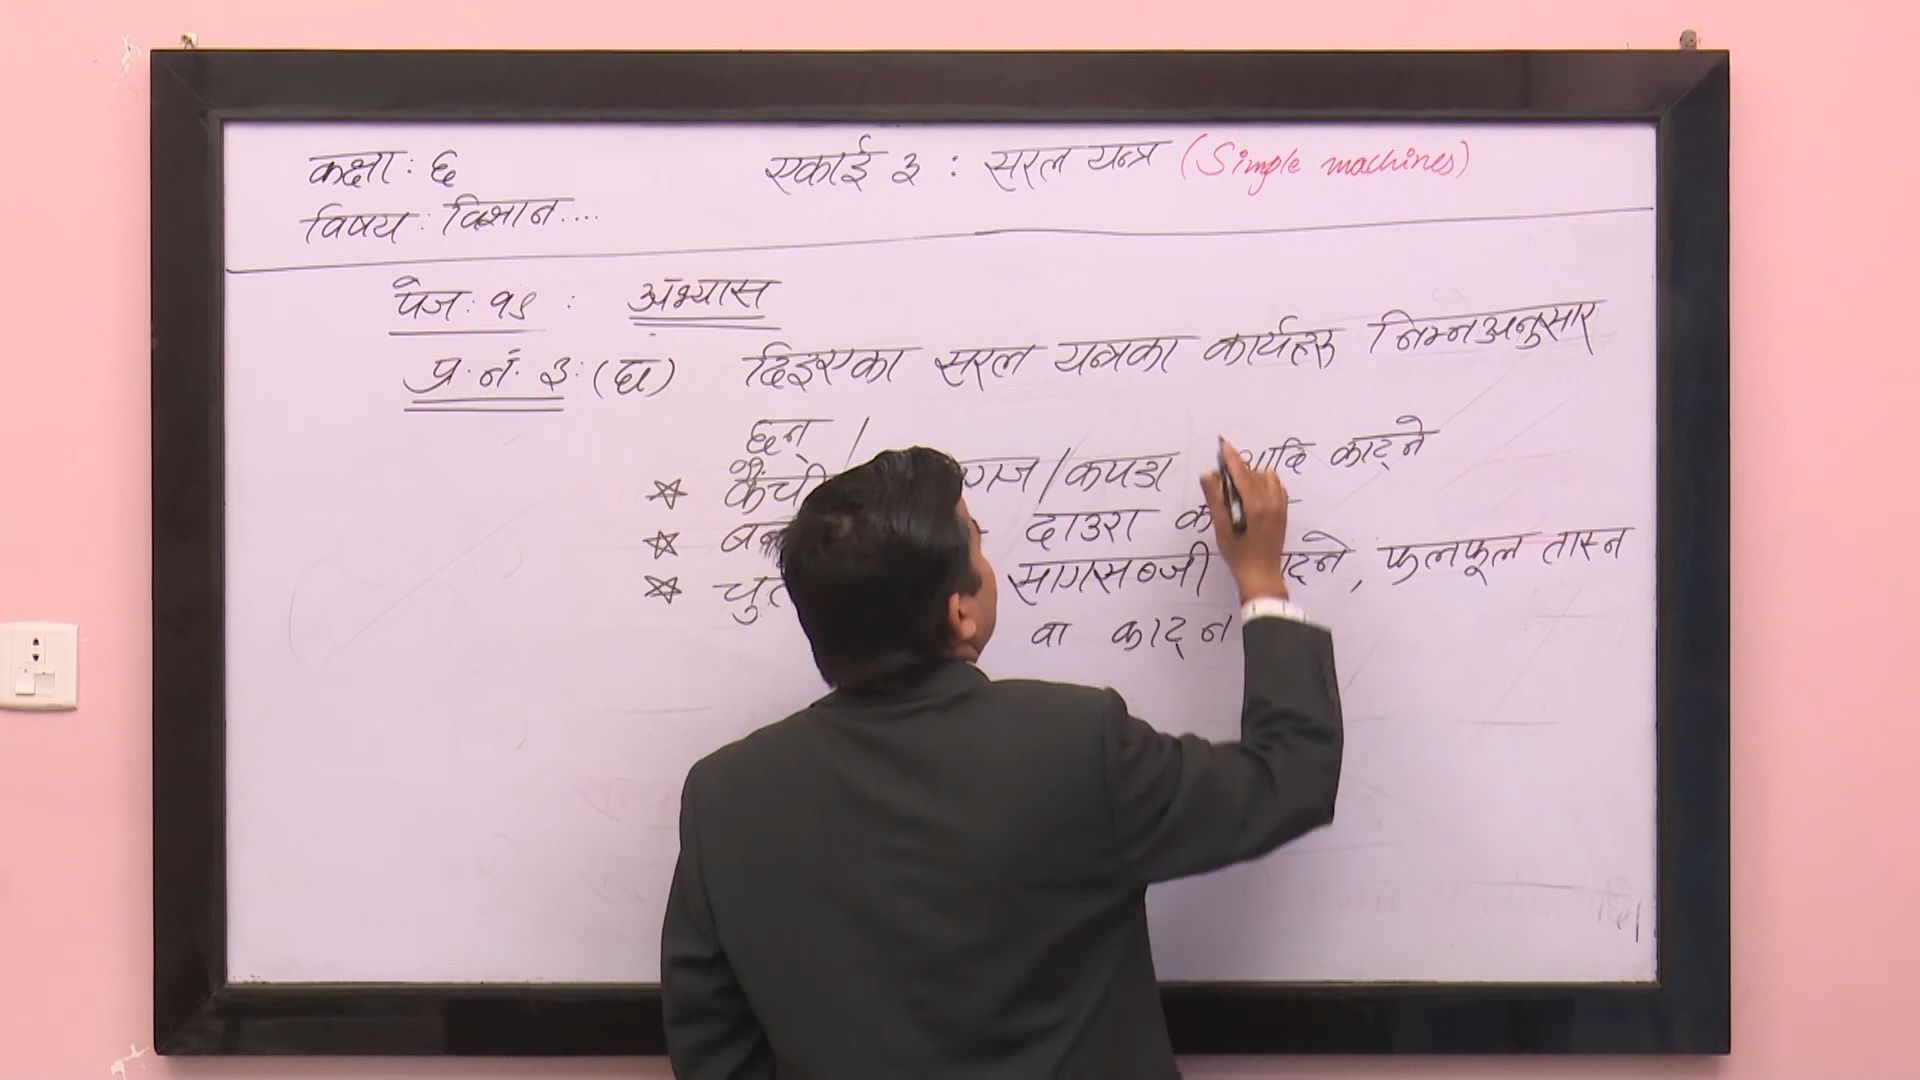 कक्षा : ६
एकाई ३ : सरल यन्त्र (Simple machines)
विषय : विज्ञान....
पेज : १९ : अभ्यास
प्र. नं. ३ : (घ) दिइएका सरल यन्त्रका कार्यहरू निम्नअनुसार
छन् /
कैंची / कपडा आदि काट्ने
दाउरा
सागसब्जी , फलफूल तास्न
वा काट्न